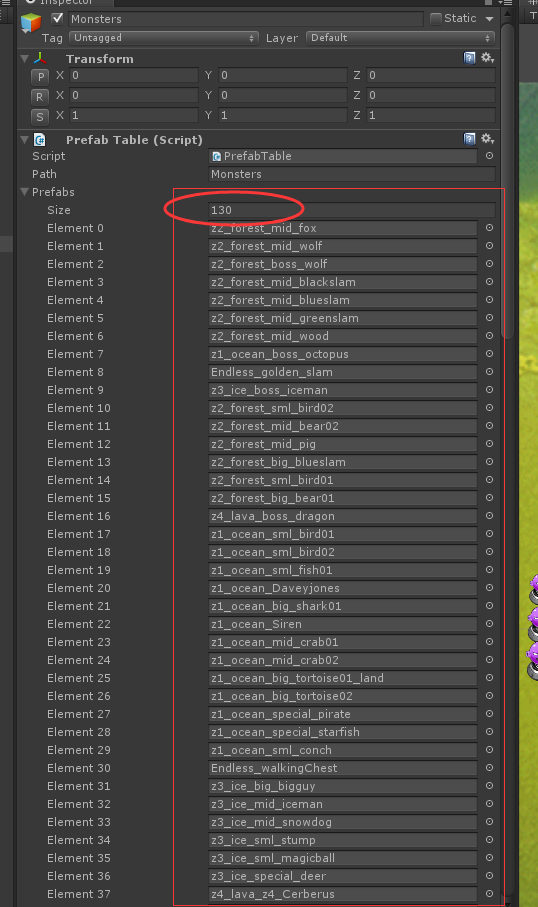 Inspector
Monsters Static
Tag Untagged Layer Default
Transform
P X 0 Y 0 Z 0
R X 0 Y 0 Z 0
S X 1 Y 1 Z 1
Prefab Table (Script)
Script PrefabTable
Path Monsters
Prefabs
Size 130
Element 0 z2_forest_mid_fox
Element 1 z2_forest_mid_wolf
Element 2 z2_forest_boss_wolf
Element 3 z2_forest_mid_blackslam
Element 4 z2_forest_mid_blueslam
Element 5 z2_forest_mid_greenslam
Element 6 z2_forest_mid_wood
Element 7 z1_ocean_boss_octopus
Element 8 Endless_golden_slam
Element 9 z3_ice_boss_iceman
Element 10 z2_forest_sml_bird02
Element 11 z2_forest_mid_bear02
Element 12 z2_forest_mid_pig
Element 13 z2_forest_big_blueslam
Element 14 z2_forest_sml_bird01
Element 15 z2_forest_big_bear01
Element 16 z4_lava_boss_dragon
Element 17 z1_ocean_sml_bird01
Element 18 z1_ocean_sml_bird02
Element 19 z1_ocean_sml_fish01
Element 20 z1_ocean_Daveyjones
Element 21 z1_ocean_big_shark01
Element 22 z1_ocean_Siren
Element 23 z1_ocean_mid_crab01
Element 24 z1_ocean_mid_crab02
Element 25 z1_ocean_big_tortoise01_land
Element 26 z1_ocean_big_tortoise02
Element 27 z1_ocean_special_pirate
Element 28 z1_ocean_special_starfish
Element 29 z1_ocean_sml_conch
Element 30 Endless_walkingChest
Element 31 z3_ice_big_bigguy
Element 32 z3_ice_mid_iceman
Element 33 z3_ice_mid_snowdog
Element 34 z3_ice_sml_stump
Element 35 z3_ice_sml_magicball
Element 36 z3_ice_special_deer
Element 37 z4_lava_z4_Cerberus